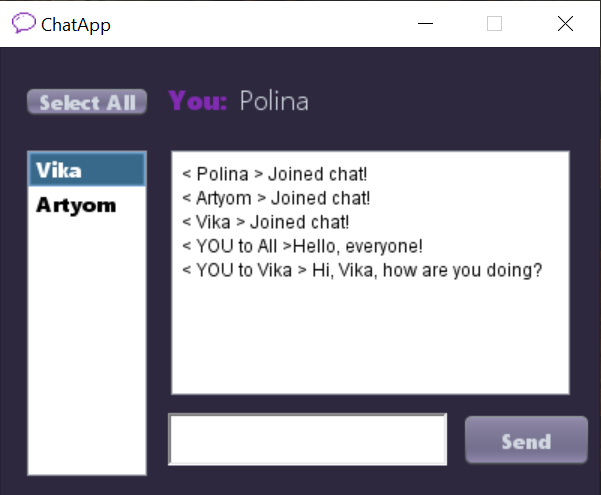 ChatApp
Select All
You: Polina
Vika
Artyom
< Polina > Joined chat!
< Artyom > Joined chat!
< Vika > Joined chat!
< YOU to All >Hello, everyone!
< YOU to Vika > Hi, Vika, how are you doing?
Send